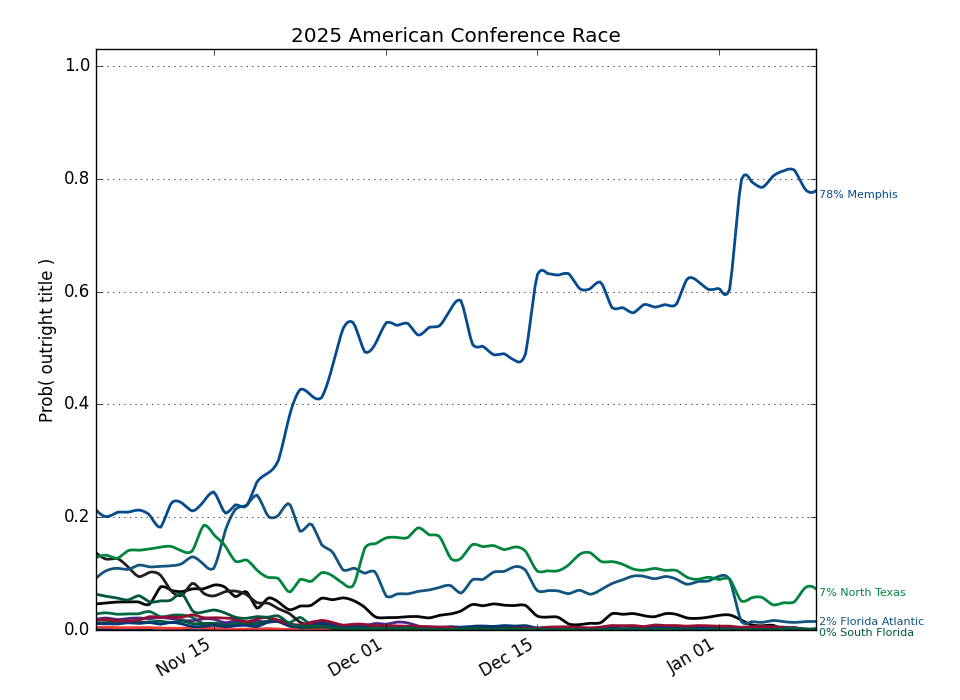 2025 American Conference Race
Prob( outright title )
1.0
0.8
0.6
0.4
0.2
0.0
78% Memphis
7% North Texas
2% Florida Atlantic
0% South Florida
Nov 15
Dec 01
Dec 15
Jan 01